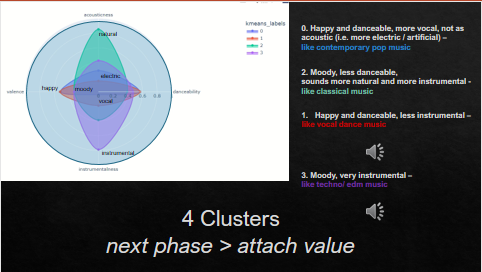 acousticness
natural
electric
happy
moody
vocal
instrumental
valence
danceability
instrumentalness
0.2 0.4 0.6 0.8
kmeans_labels
0
1
2
3
0. Happy and danceable, more vocal, not as
acoustic (i.e. more electric / artificial) –
like contemporary pop music
2. Moody, less danceable,
sounds more natural and more instrumental -
like classical music
1. Happy and danceable, less instrumental –
like vocal dance music
3. Moody, very instrumental –
like techno/ edm music
4 Clusters
next phase > attach value